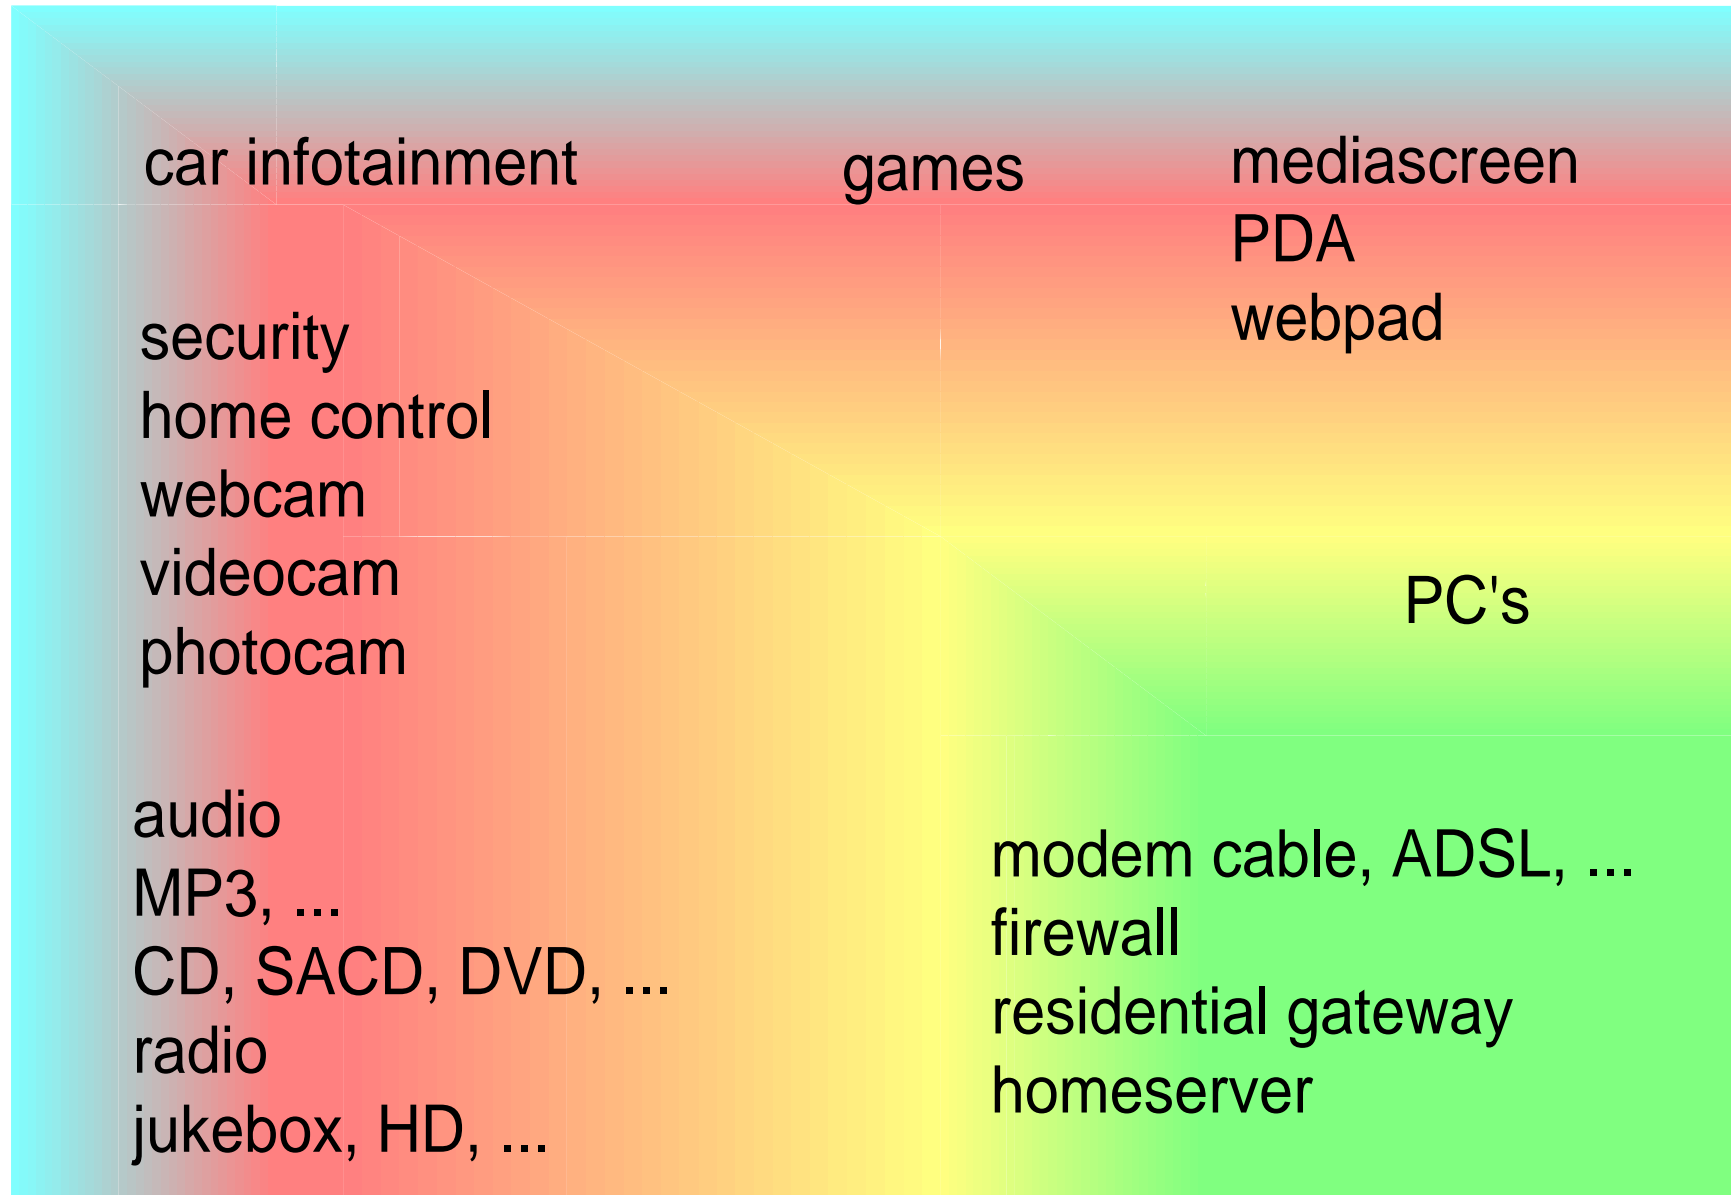 car infotainment
games
mediascreen
PDA
webpad
security
home control
webcam
videocam
photocam
PC's
audio
MP3, ...
CD, SACD, DVD, ...
radio
jukebox, HD, ...
modem cable, ADSL, ...
firewall
residential gateway
homeserver